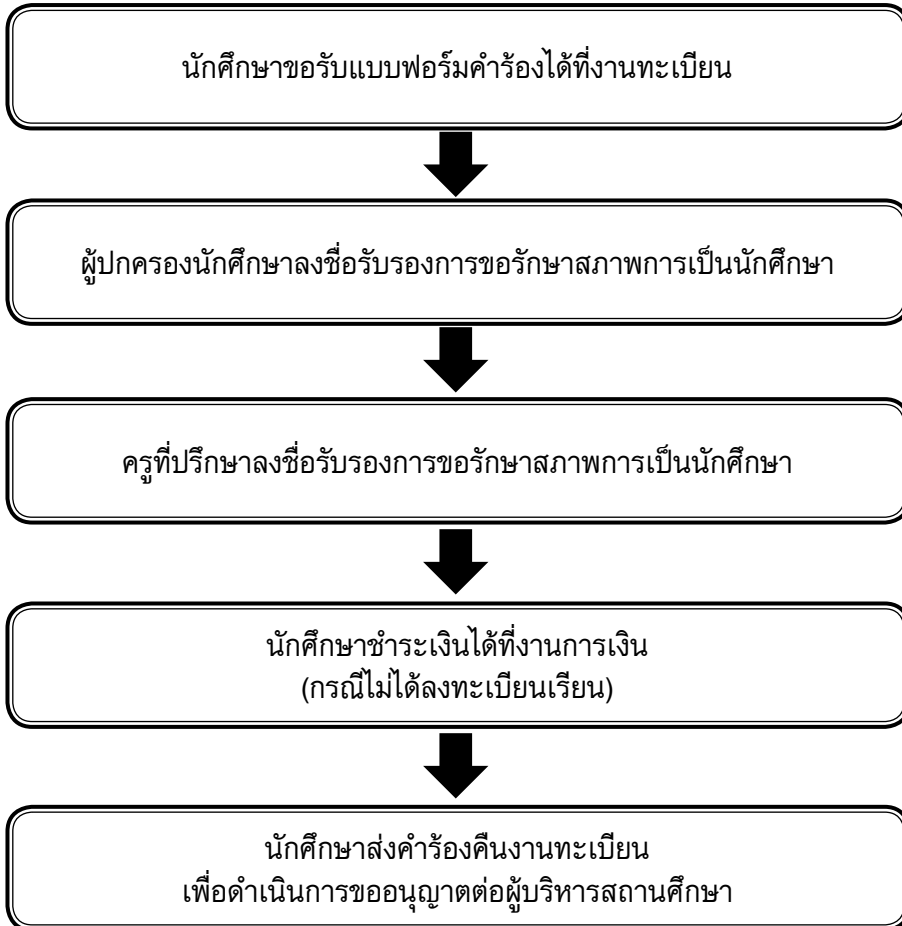 นักศึกษาขอรับแบบฟอร์มคำร้องได้ที่งานทะเบียน
ผู้ปกครองนักศึกษาลงชื่อรับรองการขอรักษาสภาพการเป็นนักศึกษา
ครูที่ปรึกษาลงชื่อรับรองการขอรักษาสภาพการเป็นนักศึกษา
นักศึกษาชำระเงินได้ที่งานการเงิน
(กรณีไม่ได้ลงทะเบียนเรียน)
นักศึกษาส่งคำร้องคืนงานทะเบียน
เพื่อดำเนินการขออนุญาตต่อผู้บริหารสถานศึกษา